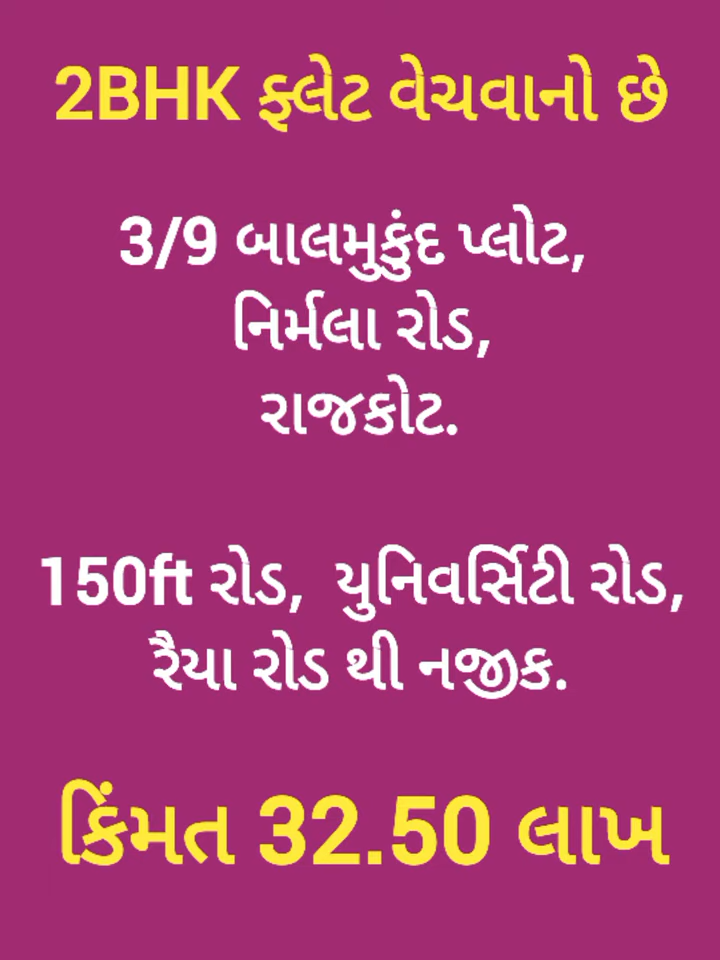 2BHK ફ્લેટ વેચવાનો છે
3/9 બાલમુકુંદ પ્લોટ,
નિર્મલા રોડ,
રાજકોટ.
150ft રોડ, યુનિવર્સિટી રોડ,
રૈયા રોડ થી નજીક.
કિંમત 32.50 લાખ